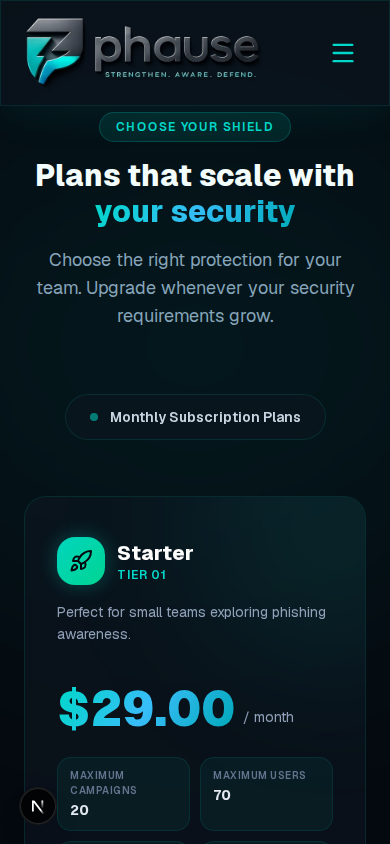 phause
STRENGTHEN. AWARE. DEFEND.
CHOOSE YOUR SHIELD
Plans that scale with
your security
Choose the right protection for your
team. Upgrade whenever your security
requirements grow.
Monthly Subscription Plans
Starter
TIER 01
Perfect for small teams exploring phishing
awareness.
$29.00 / month
MAXIMUM
CAMPAIGNS
20
MAXIMUM USERS
70
N